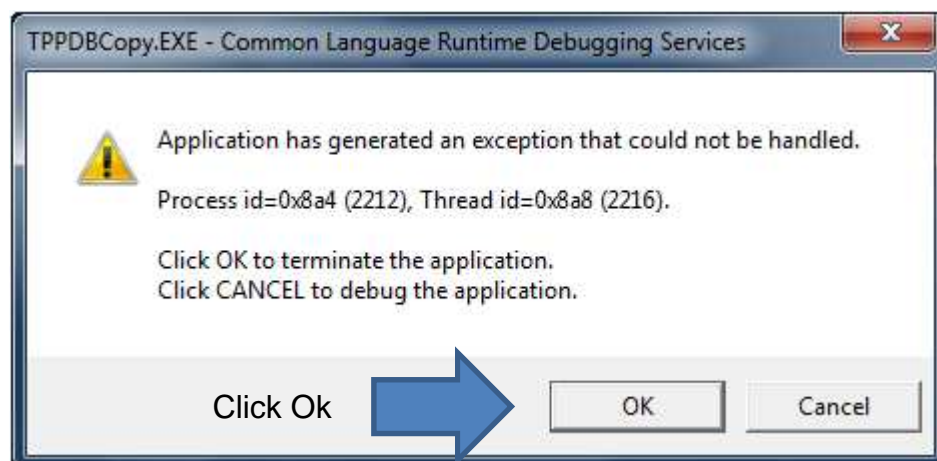 TPPDBCopy.EXE - Common Language Runtime Debugging Services
Application has generated an exception that could not be handled.
Process id=0x8a4 (2212), Thread id=0x8a8 (2216).
Click OK to terminate the application.
Click CANCEL to debug the application.
Click Ok
OK
Cancel